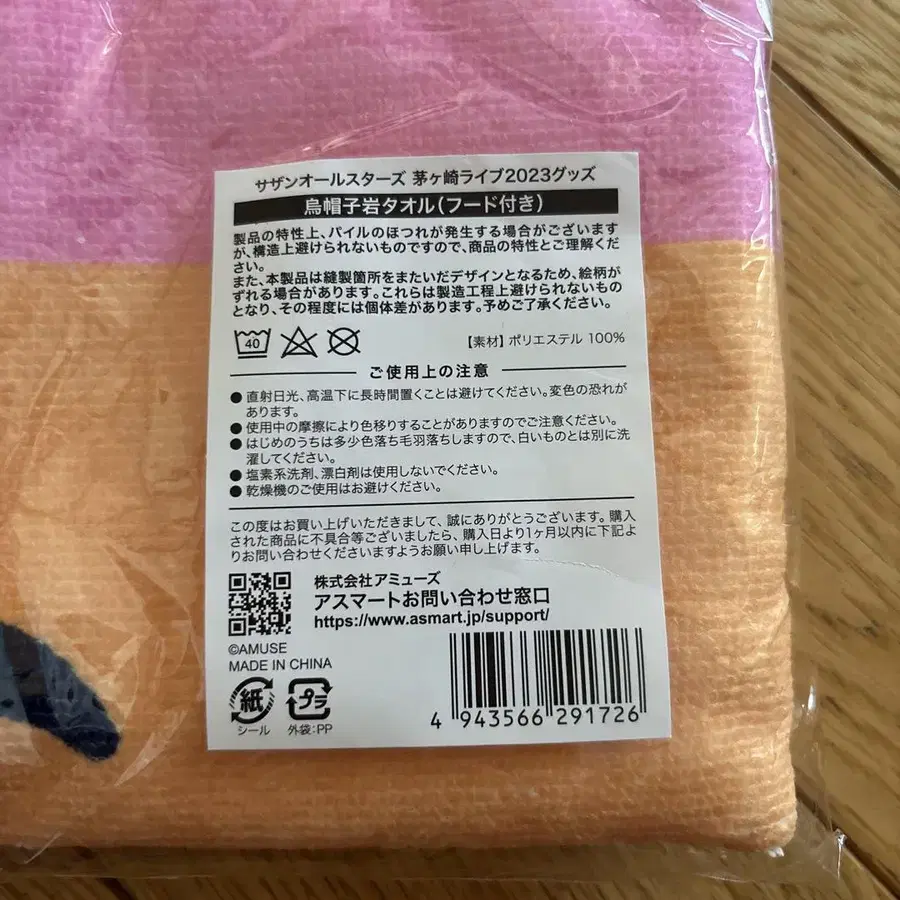 サザンオールスターズ 茅ヶ崎ライブ2023グッズ
烏帽子岩タオル(フード付き)
製品の特性上、パイルのほつれが発生する場合がございます
が、構造上避けられないものですので、商品の特性とご理解くだ
さい。
また、本製品は縫製箇所をまたいだデザインとなるため、絵柄が
ずれる場合があります。これらは製造工程上避けられないもの
となり、その程度には個体差があります。予めご了承ください。
40
【素材】ポリエステル 100%
ご使用上の注意
●直射日光、高温下に長時間置くことは避けてください。変色の恐れが
あります。
●使用中の摩擦により色移りすることがありますのでご注意ください。
●はじめのうちは多少色落ち毛羽落ちしますので、白いものとは別に洗
濯してください。
●塩素系洗剤、漂白剤は使用しないでください。
●乾燥機のご使用はお避けください。
この度はお買い上げいただきまして、誠にありがとうございます。購入
された商品に不具合等ございましたら、購入日より1ヶ月以内に下記よ
りお問い合わせくださいますようお願い申し上げます。
株式会社アミューズ
アスマートお問い合わせ窓口
https://www.asmart.jp/support/
©AMUSE
MADE IN CHINA
紙
シール
プラ
外袋:PP
4 943566 291726